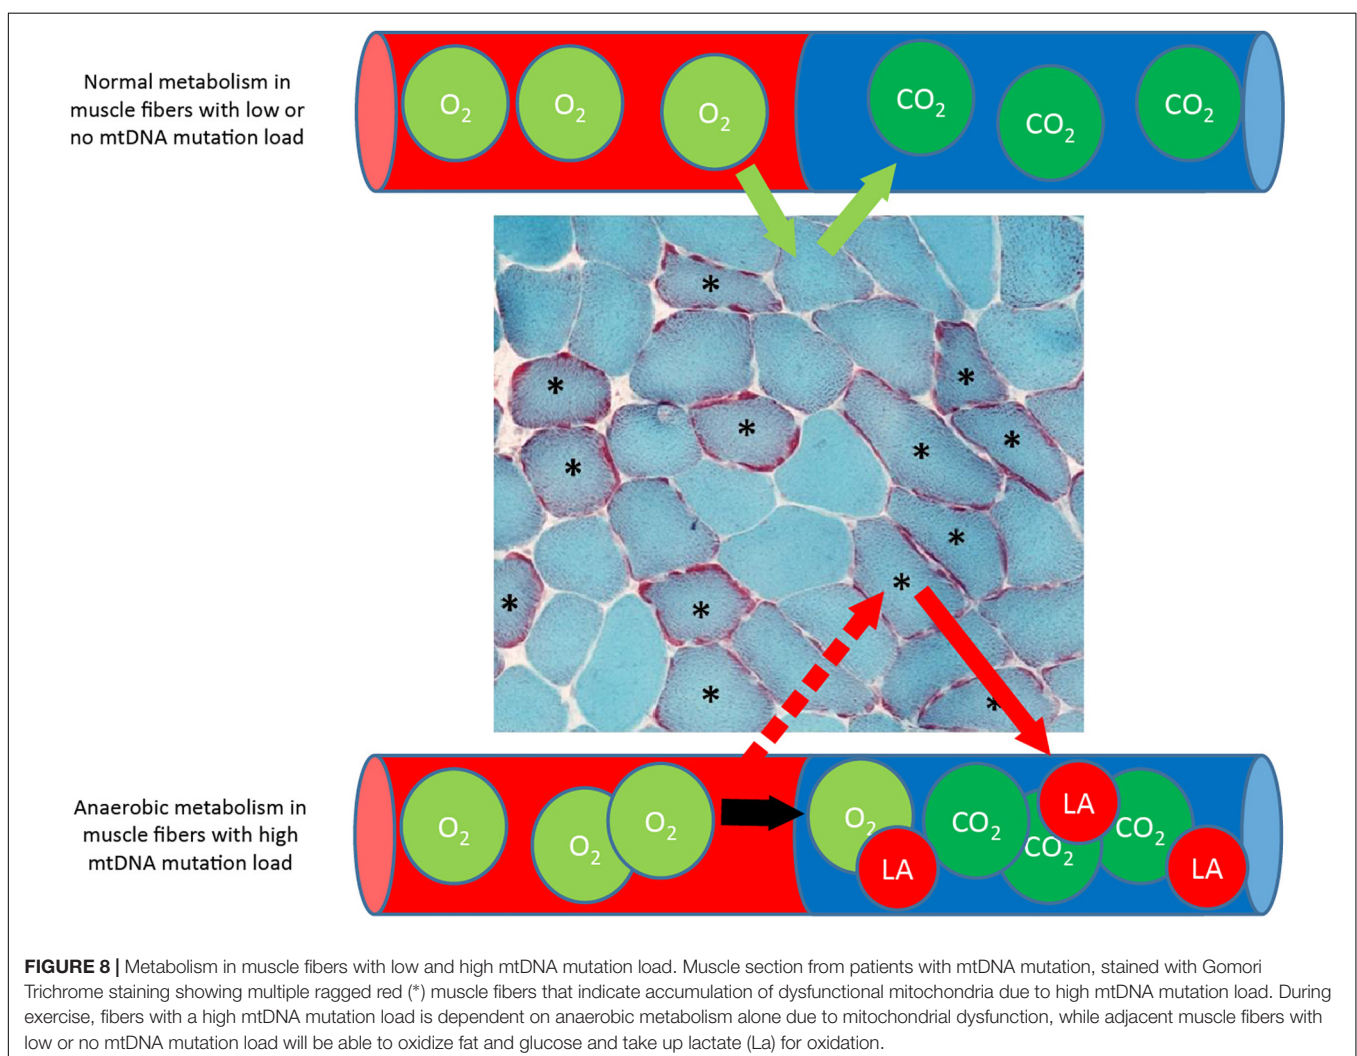 Normal metabolism in
muscle fibers with low or
no mtDNA mutation load
O₂ O₂ O₂ CO₂ CO₂ CO₂
*
*
*
*
*
*
*
*
*
*
*
*
*
Anaerobic metabolism in
muscle fibers with high
mtDNA mutation load
O₂ O₂ O₂ O₂ LA CO₂ CO₂ LA CO₂ LA
FIGURE 8 | Metabolism in muscle fibers with low and high mtDNA mutation load. Muscle section from patients with mtDNA mutation, stained with Gomori
Trichrome staining showing multiple ragged red (*) muscle fibers that indicate accumulation of dysfunctional mitochondria due to high mtDNA mutation load. During
exercise, fibers with a high mtDNA mutation load is dependent on anaerobic metabolism alone due to mitochondrial dysfunction, while adjacent muscle fibers with
low or no mtDNA mutation load will be able to oxidize fat and glucose and take up lactate (La) for oxidation.